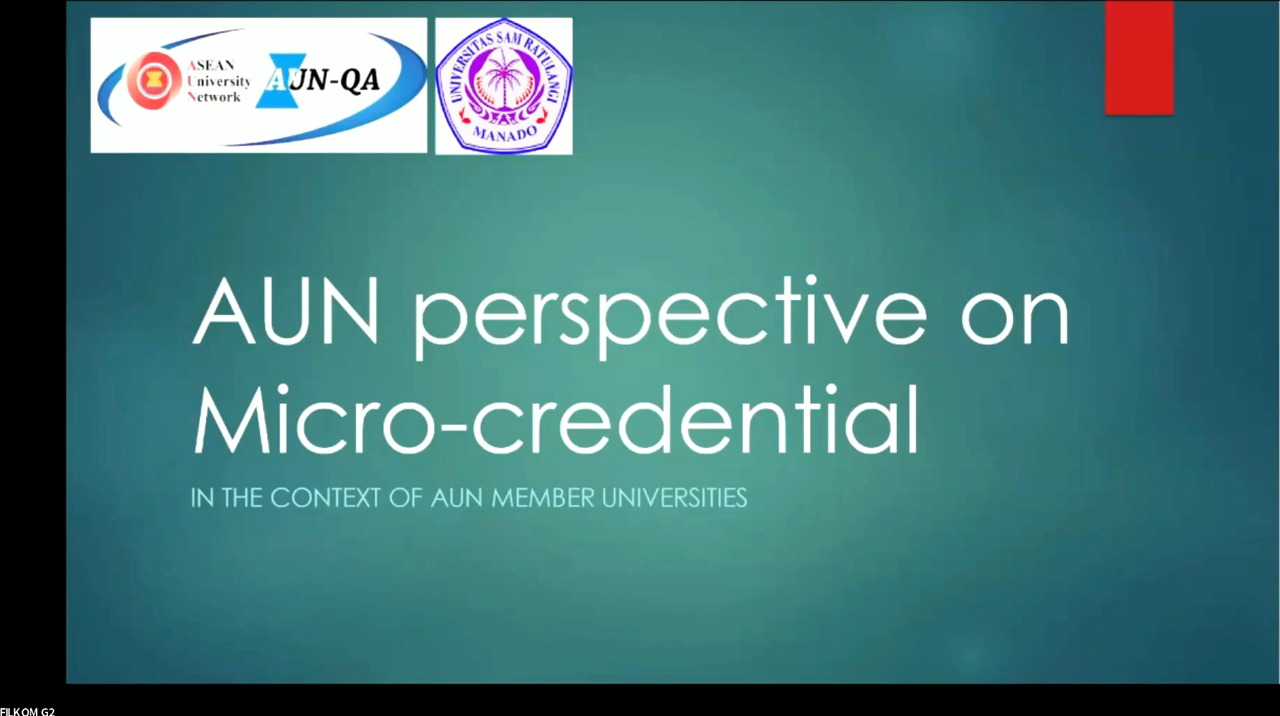 ASEAN
University
Network
AUN-QA
UNIVERSITAS SAM RATULANGI
MANADO
AUN perspective on
Micro-credential
IN THE CONTEXT OF AUN MEMBER UNIVERSITIES
FILKOM G2